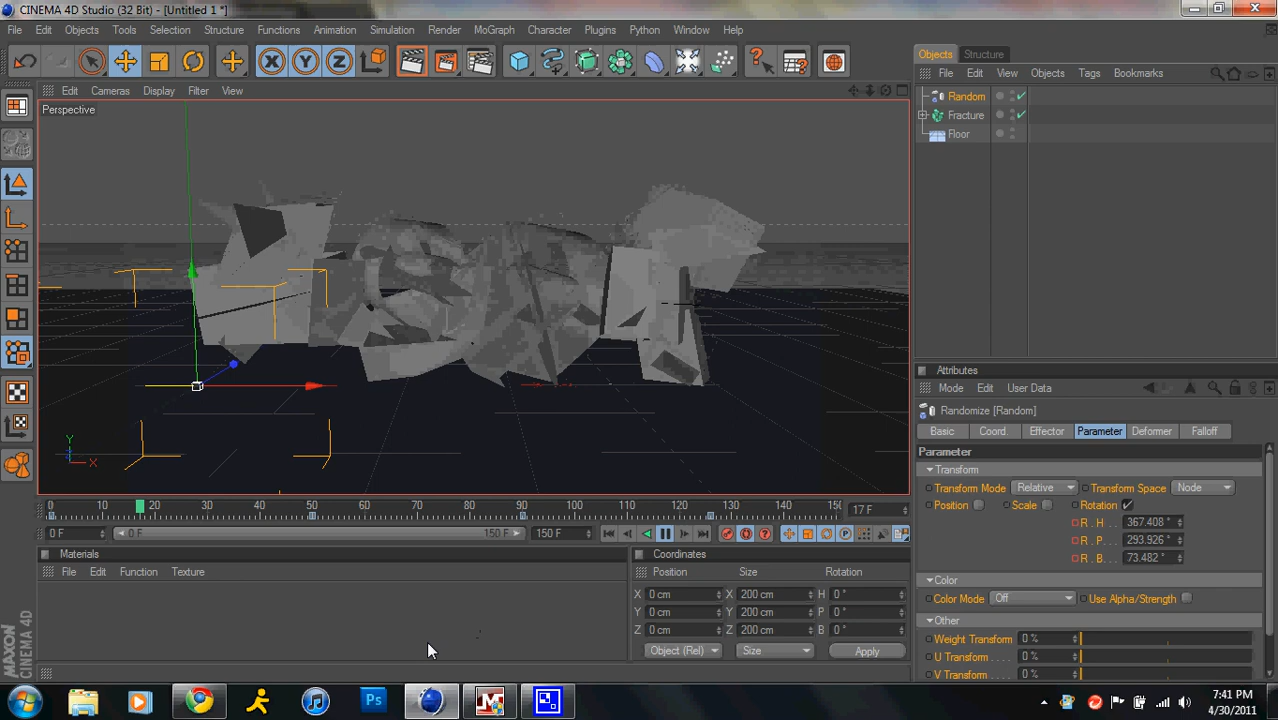 CINEMA 4D Studio (32 Bit) - [Untitled 1 *]
File Edit Objects Tools Selection Structure Functions Animation Simulation Render MoGraph Character Plugins Python Window Help
Objects Structure
File Edit View Objects Tags Bookmarks
Edit Cameras Display Filter View
Perspective
Random
Fracture
Floor
Y
X
Attributes
Mode Edit User Data
Randomize [Random]
Basic Coord. Effector Parameter Deformer Falloff
Parameter
Transform
Transform Mode Relative Transform Space Node
Position Scale Rotation
R . H . . 367.408 °
R . P . . 293.926 °
R . B . . 73.482 °
Color
Color Mode Off Use Alpha/Strength
Other
Weight Transform 0 %
U Transform . . . . 0 %
V Transform . . . . 0 %
0 10 20 30 40 50 60 70 80 90 100 110 120 130 140 150 17 F
0 F 0 F 150 F 150 F
Materials
File Edit Function Texture
Coordinates
Position Size Rotation
X 0 cm X 200 cm H 0 °
Y 0 cm Y 200 cm P 0 °
Z 0 cm Z 200 cm B 0 °
Object (Rel) Size Apply
MAXON
CINEMA 4D
Ps
7:41 PM
4/30/2011